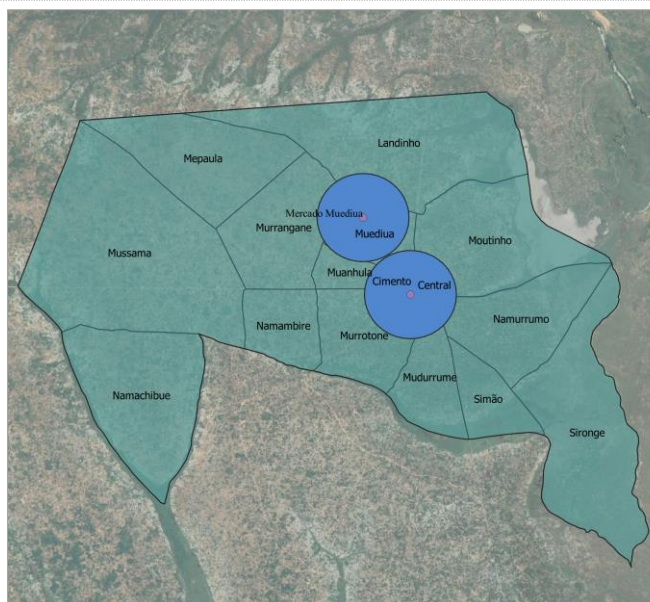 Landinho
Mepaula
Mercado Muediua
Murrangane
Muediua
Moutinho
Mussama
Muanhula
Cimento
Central
Namambire
Murrotone
Namurrumo
Mudurrume
Namachibue
Simão
Sironge